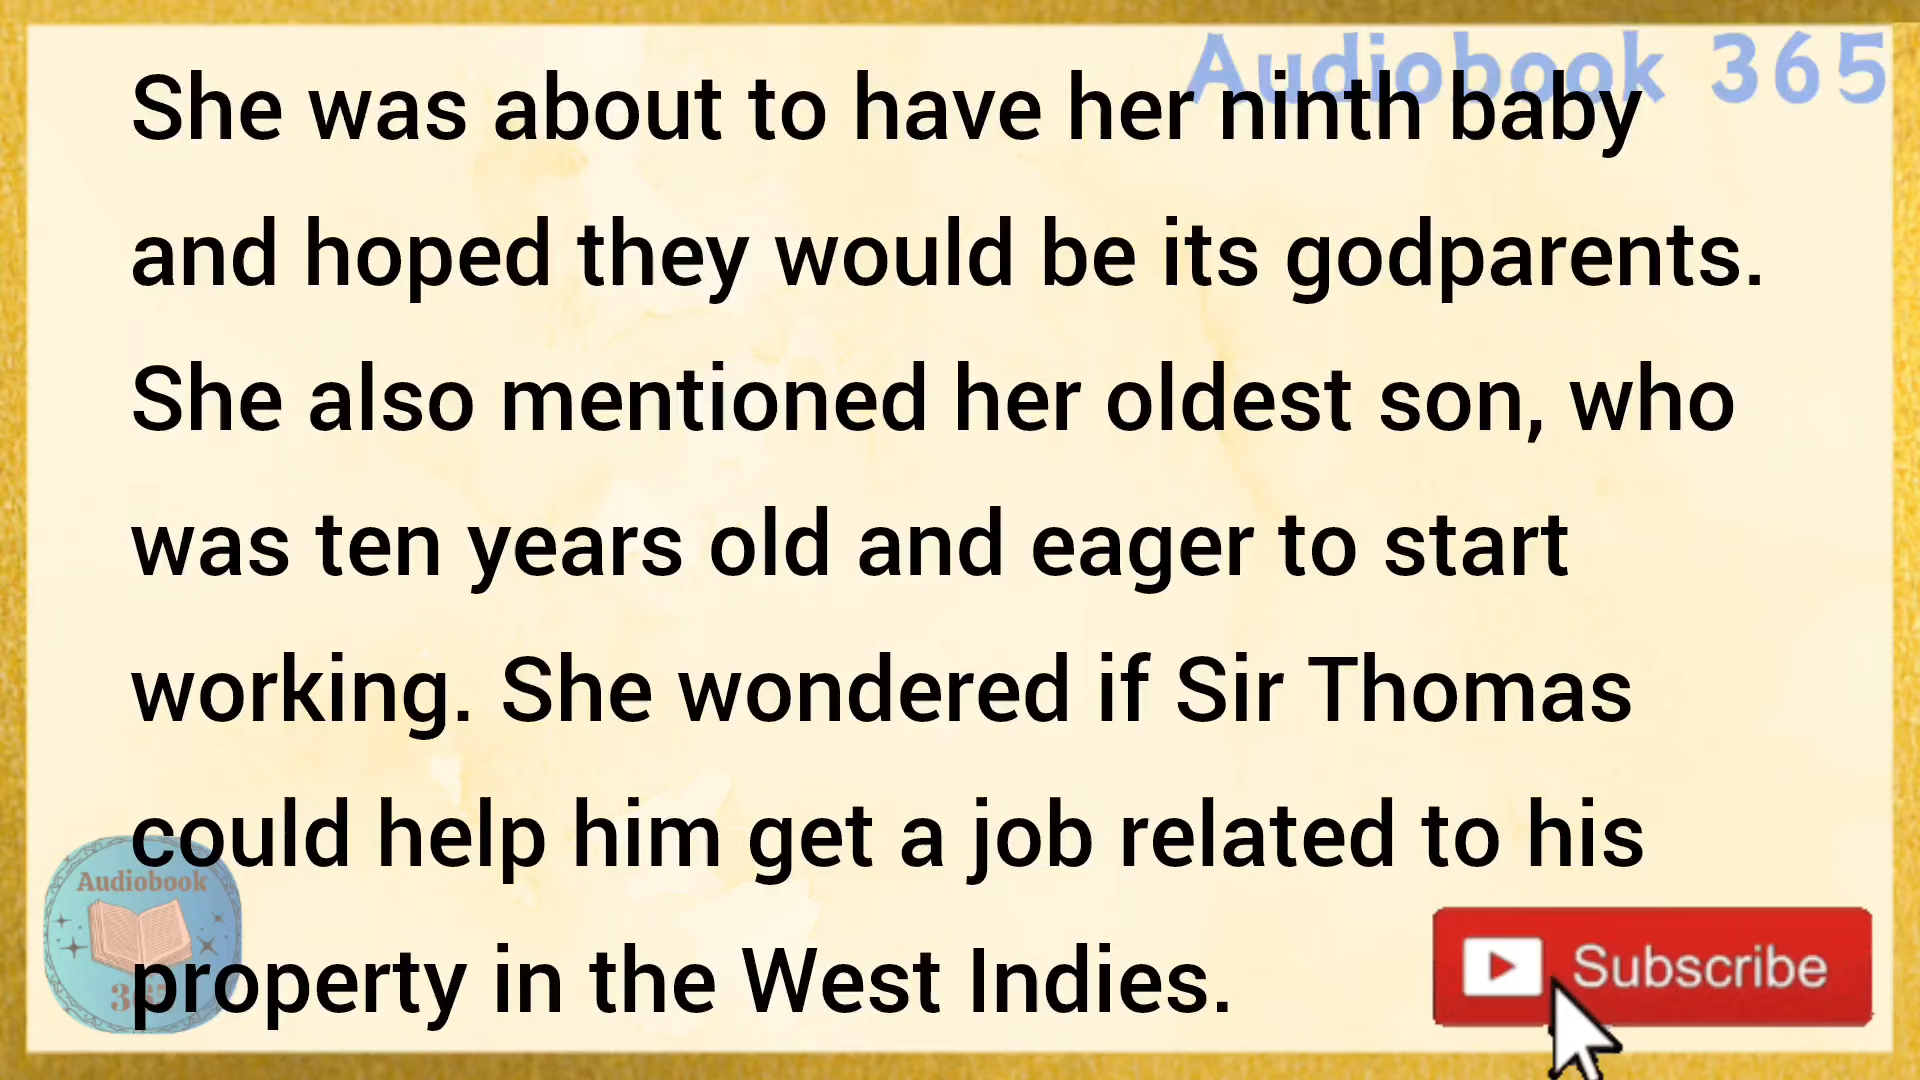 Audiobook 365
She was about to have her ninth baby
and hoped they would be its godparents.
She also mentioned her oldest son, who
was ten years old and eager to start
working. She wondered if Sir Thomas
could help him get a job related to his
property in the West Indies.
Audiobook
365
Subscribe